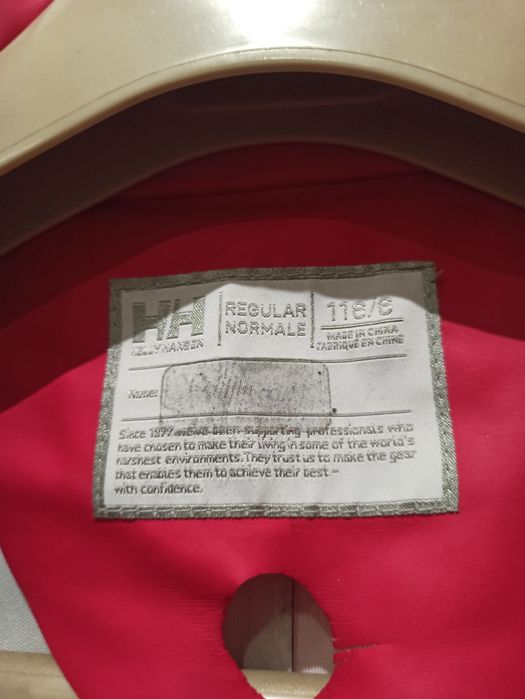 HH
HELLY HANSEN
REGULAR
NORMALE
116/6
MADE IN CHINA
FABRIQUÉ EN CHINE
Name:
Since 1877 we've been supporting professionals who
have chosen to make their living in some of the world's
harshest environments. They trust us to make the gear
that enables them to achieve their best –
with confidence.